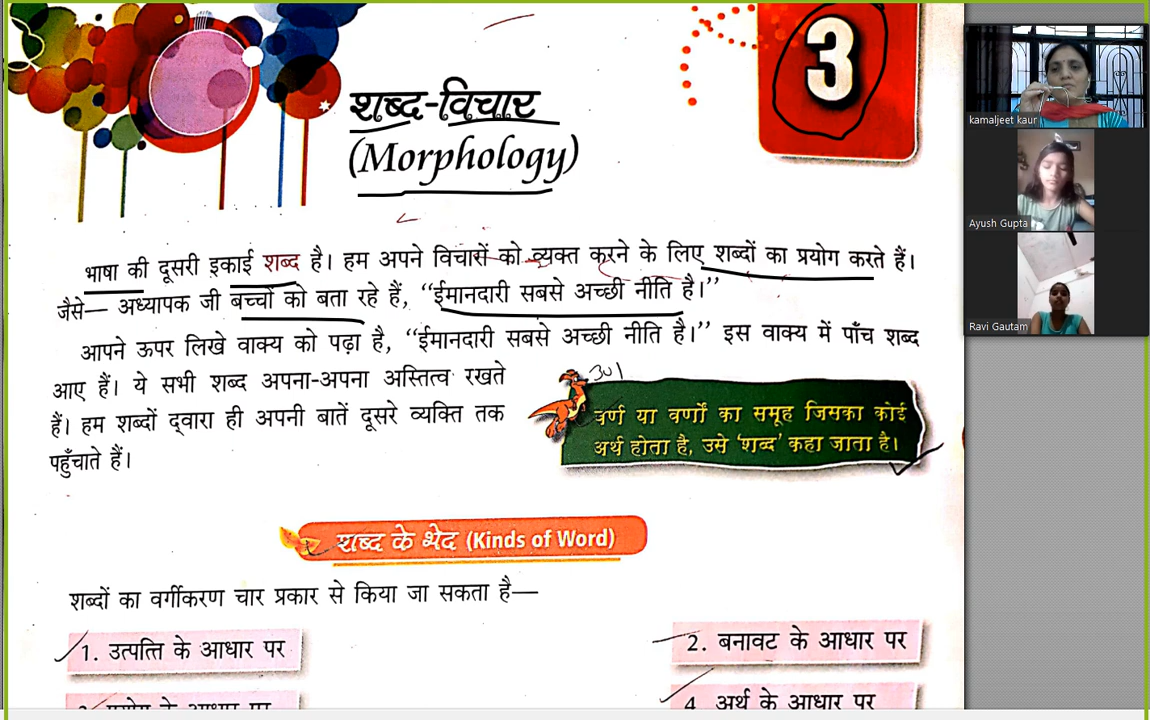 3
शब्द-विचार
(Morphology)
kamaljeet kaur
Ayush Gupta
Ravi Gautam
भाषा की दूसरी इकाई शब्द है। हम अपने विचारों को व्यक्त करने के लिए शब्दों का प्रयोग करते हैं।
जैसे— अध्यापक जी बच्चों को बता रहे हैं, “ईमानदारी सबसे अच्छी नीति है।”
आपने ऊपर लिखे वाक्य को पढ़ा है, “ईमानदारी सबसे अच्छी नीति है।” इस वाक्य में पाँच शब्द
आए हैं। ये सभी शब्द अपना-अपना अस्तित्व रखते
हैं। हम शब्दों द्वारा ही अपनी बातें दूसरे व्यक्ति तक
पहुँचाते हैं।
वर्ण या वर्णों का समूह जिसका कोई
अर्थ होता है, उसे ‘शब्द’ कहा जाता है।
शब्द के भेद (Kinds of Word)
शब्दों का वर्गीकरण चार प्रकार से किया जा सकता है—
1. उत्पत्ति के आधार पर
2. बनावट के आधार पर
4. अर्थ के आधार पर